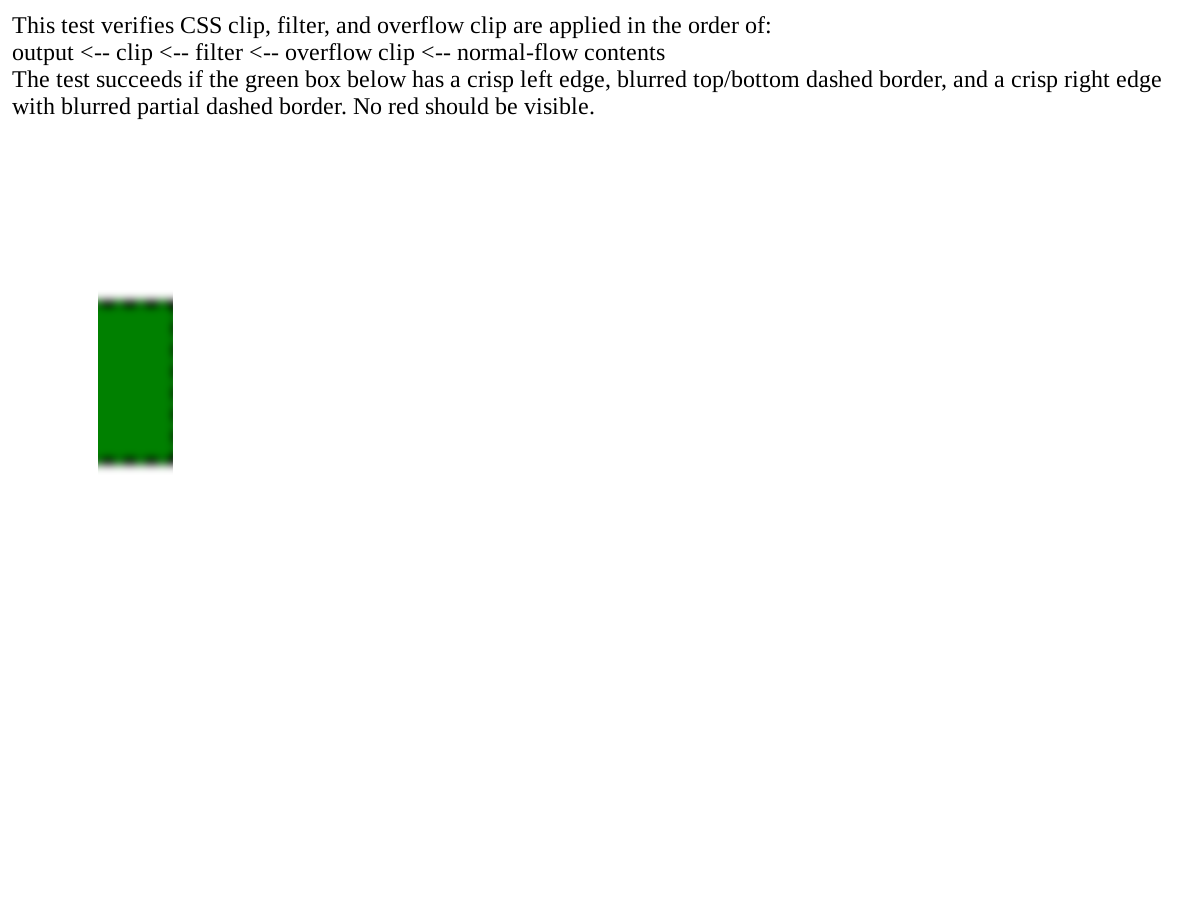 This test verifies CSS clip, filter, and overflow clip are applied in the order of:
output <-- clip <-- filter <-- overflow clip <-- normal-flow contents
The test succeeds if the green box below has a crisp left edge, blurred top/bottom dashed border, and a crisp right edge
with blurred partial dashed border. No red should be visible.